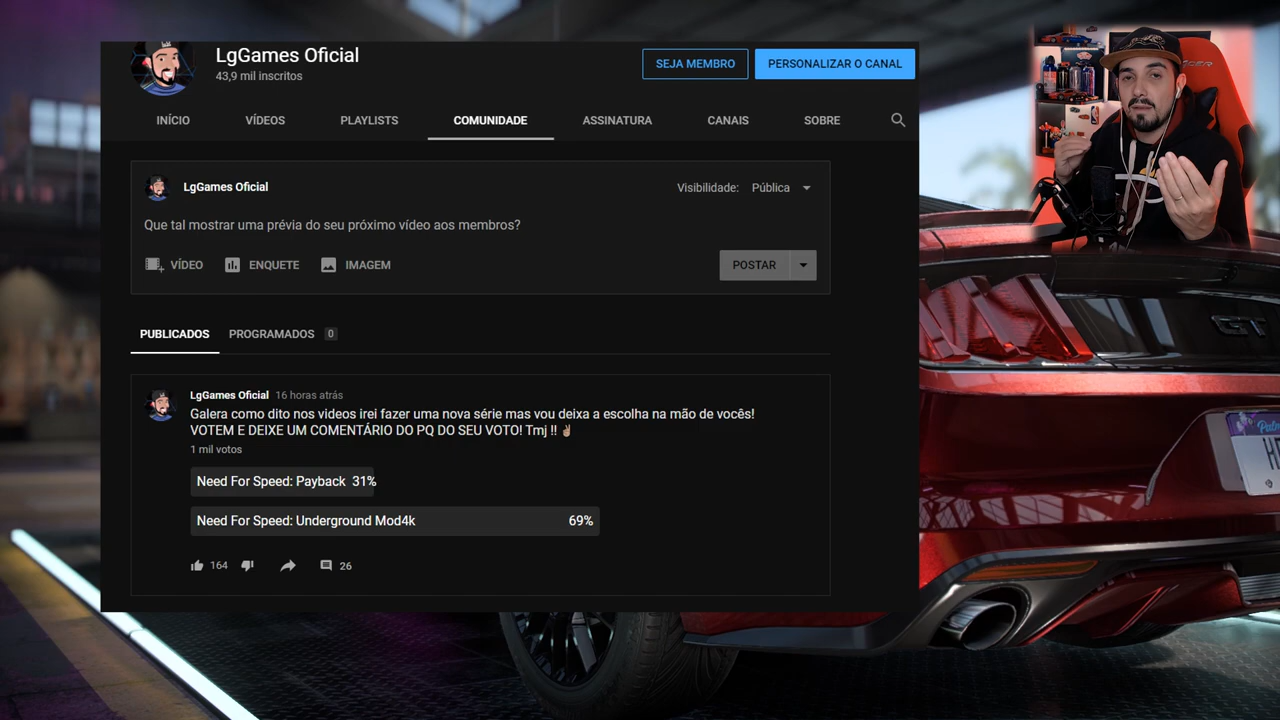 LgGames Oficial
43,9 mil inscritos
SEJA MEMBRO
PERSONALIZAR O CANAL
INÍCIO
VÍDEOS
PLAYLISTS
COMUNIDADE
ASSINATURA
CANAIS
SOBRE
LgGames Oficial
Visibilidade: Pública
Que tal mostrar uma prévia do seu próximo vídeo aos membros?
VÍDEO
ENQUETE
IMAGEM
POSTAR
PUBLICADOS
PROGRAMADOS 0
LgGames Oficial 16 horas atrás
Galera como dito nos videos irei fazer uma nova série mas vou deixa a escolha na mão de vocês!
VOTEM E DEIXE UM COMENTÁRIO DO PQ DO SEU VOTO! Tmj !! ✌🏼
1 mil votos
Need For Speed: Payback 31%
Need For Speed: Underground Mod4k 69%
164
26
GT